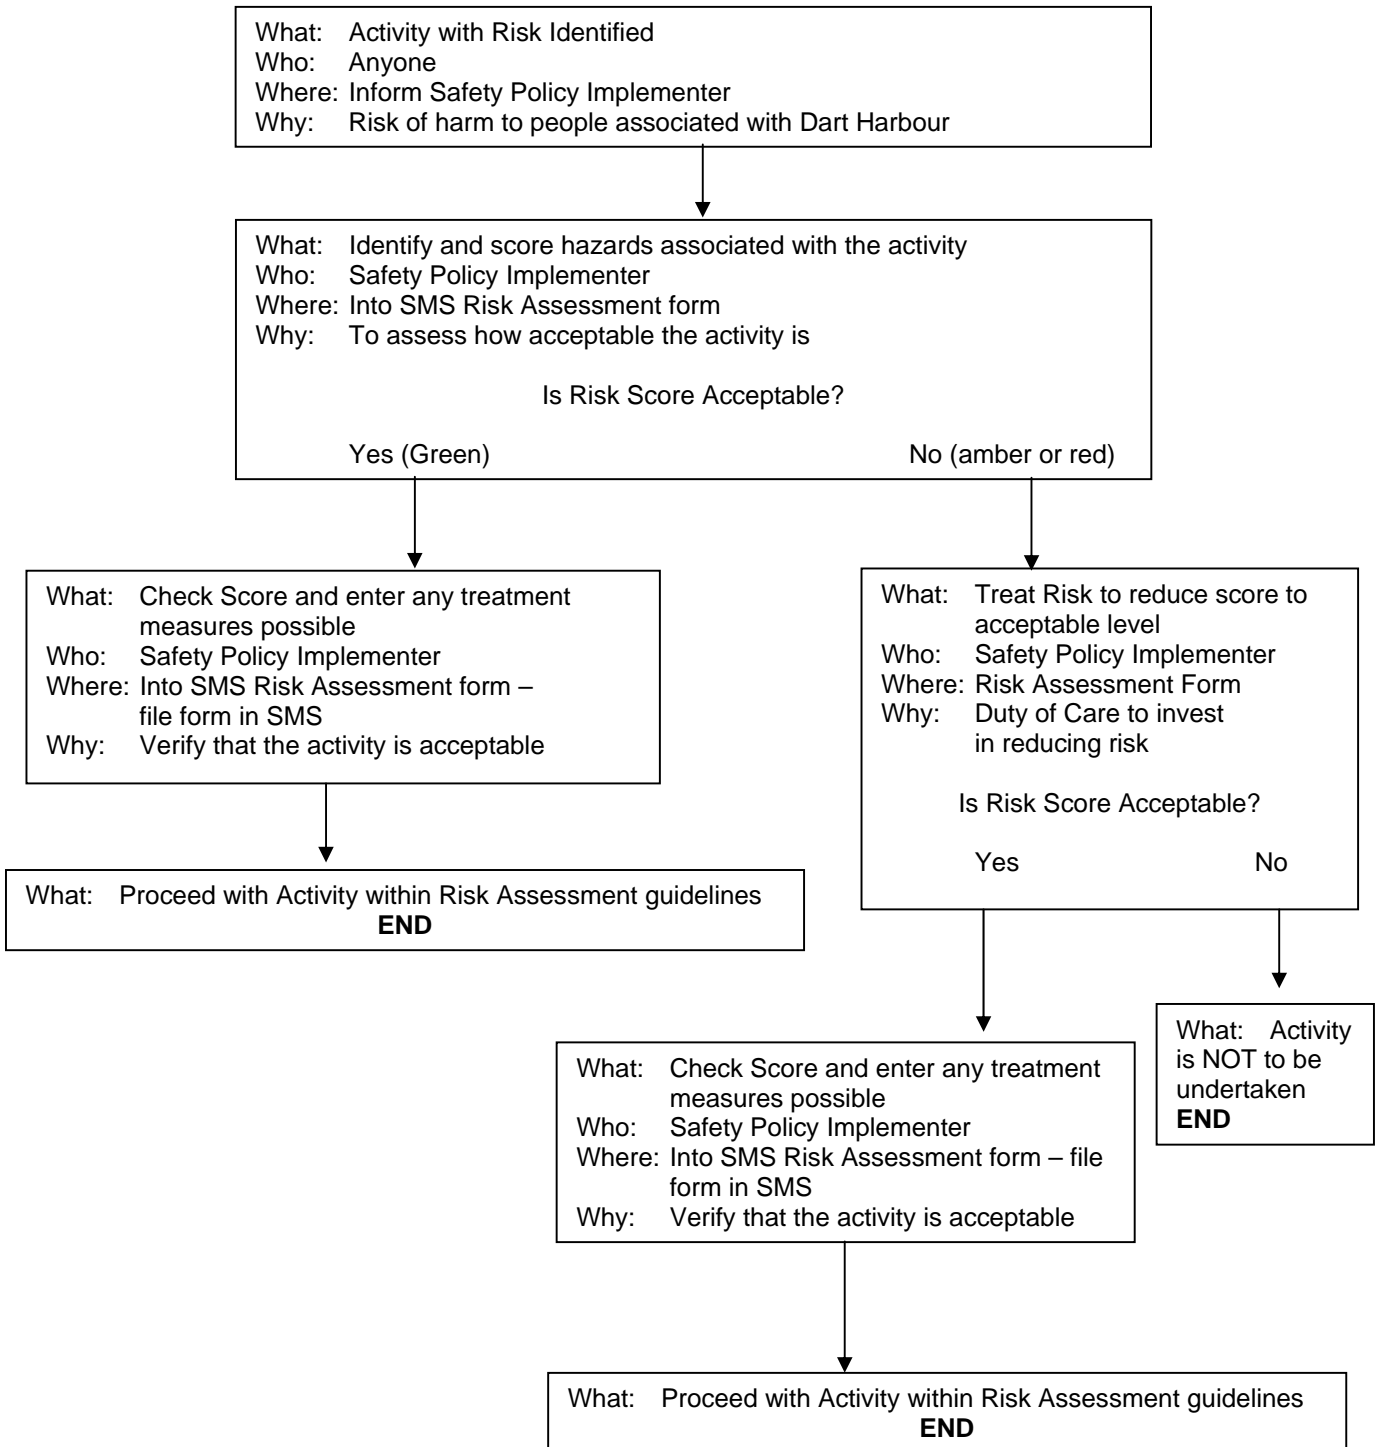 What: Activity with Risk Identified
Who: Anyone
Where: Inform Safety Policy Implementer
Why: Risk of harm to people associated with Dart Harbour
What: Identify and score hazards associated with the activity
Who: Safety Policy Implementer
Where: Into SMS Risk Assessment form
Why: To assess how acceptable the activity is
Is Risk Score Acceptable?
Yes (Green) No (amber or red)
What: Check Score and enter any treatment
measures possible
Who: Safety Policy Implementer
Where: Into SMS Risk Assessment form –
file form in SMS
Why: Verify that the activity is acceptable
What: Proceed with Activity within Risk Assessment guidelines
END
What: Treat Risk to reduce score to
acceptable level
Who: Safety Policy Implementer
Where: Risk Assessment Form
Why: Duty of Care to invest
in reducing risk
Is Risk Score Acceptable?
Yes No
What: Activity
is NOT to be
undertaken
END
What: Check Score and enter any treatment
measures possible
Who: Safety Policy Implementer
Where: Into SMS Risk Assessment form – file
form in SMS
Why: Verify that the activity is acceptable
What: Proceed with Activity within Risk Assessment guidelines
END